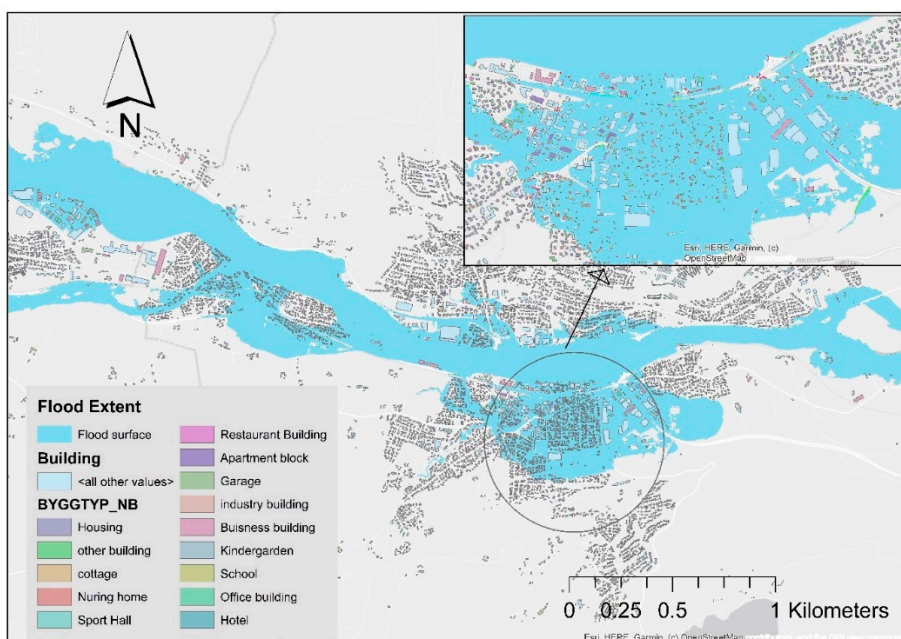 N
Esri, HERE, Garmin, (c)
OpenStreetMap
Flood Extent
Flood surface
Building
<all other values>
BYGGTYP_NB
Housing
other building
cottage
Nuring home
Sport Hall
Restaurant Building
Apartment block
Garage
industry building
Buisness building
Kindergarden
School
Office building
Hotel
0 0.25 0.5 1 Kilometers
Esri, HERE, Garmin, (c) OpenStreetMap